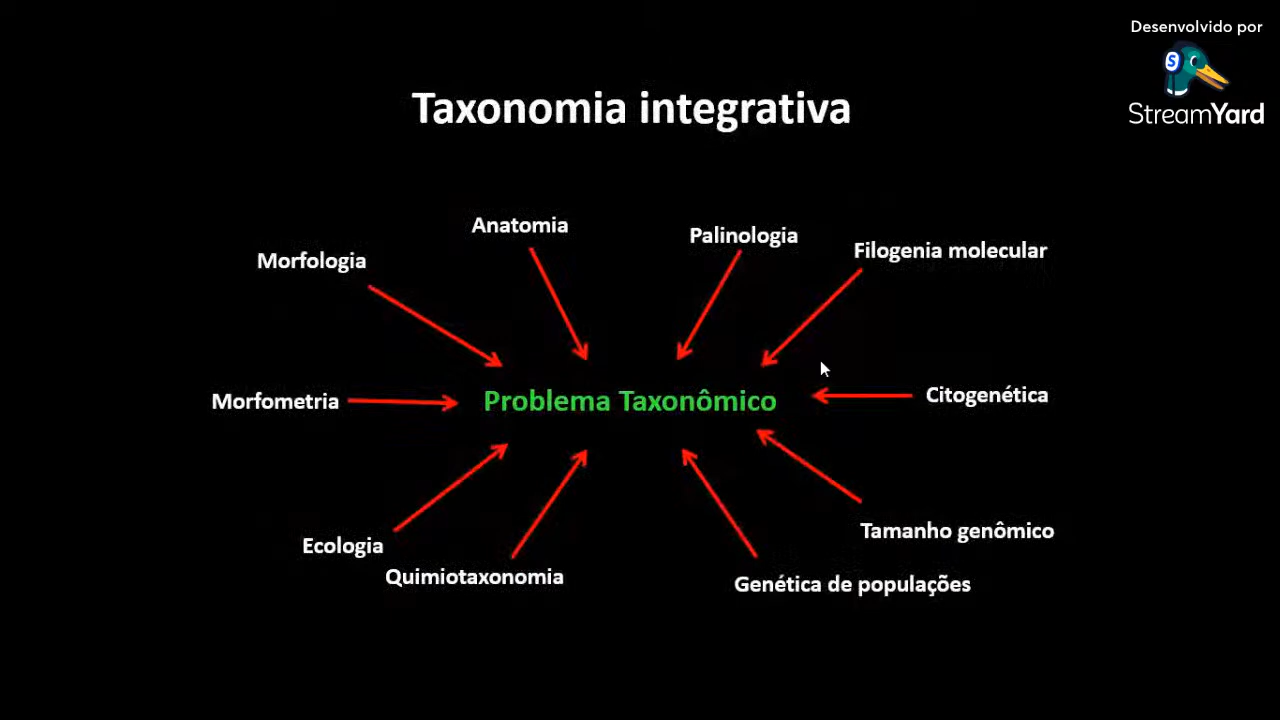 Desenvolvido por
StreamYard
Taxonomia integrativa
Anatomia
Palinologia
Filogenia molecular
Morfologia
Morfometria
Problema Taxonômico
Citogenética
Ecologia
Tamanho genômico
Quimiotaxonomia
Genética de populações